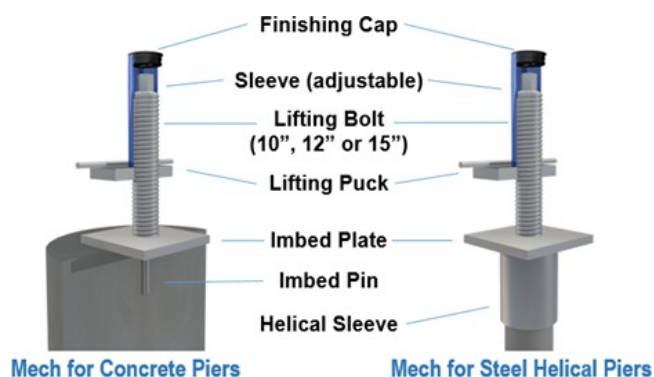 Finishing Cap
Sleeve (adjustable)
Lifting Bolt
(10”, 12” or 15”)
Lifting Puck
Imbed Plate
Imbed Pin
Helical Sleeve
Mech for Concrete Piers
Mech for Steel Helical Piers